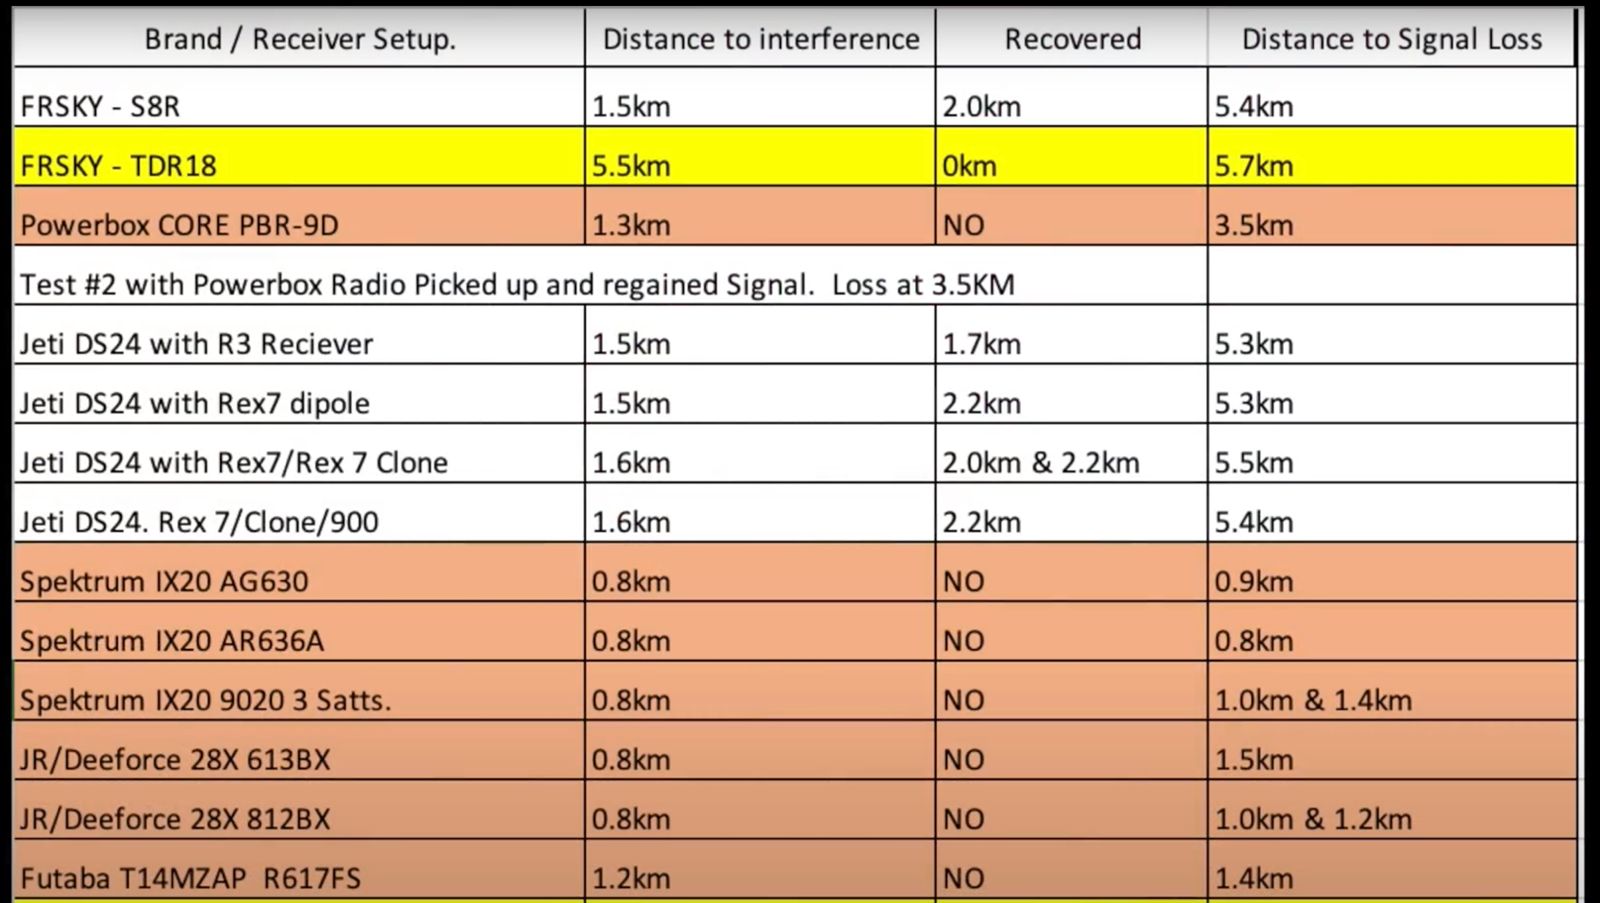 Brand / Receiver Setup. Distance to interference Recovered Distance to Signal Loss
FRSKY - S8R 1.5km 2.0km 5.4km
FRSKY - TDR18 5.5km 0km 5.7km
Powerbox CORE PBR-9D 1.3km NO 3.5km
Test #2 with Powerbox Radio Picked up and regained Signal.  Loss at 3.5KM
Jeti DS24 with R3 Reciever 1.5km 1.7km 5.3km
Jeti DS24 with Rex7 dipole 1.5km 2.2km 5.3km
Jeti DS24 with Rex7/Rex 7 Clone 1.6km 2.0km & 2.2km 5.5km
Jeti DS24. Rex 7/Clone/900 1.6km 2.2km 5.4km
Spektrum IX20 AG630 0.8km NO 0.9km
Spektrum IX20 AR636A 0.8km NO 0.8km
Spektrum IX20 9020 3 Satts. 0.8km NO 1.0km & 1.4km
JR/Deeforce 28X 613BX 0.8km NO 1.5km
JR/Deeforce 28X 812BX 0.8km NO 1.0km & 1.2km
Futaba T14MZAP  R617FS 1.2km NO 1.4km